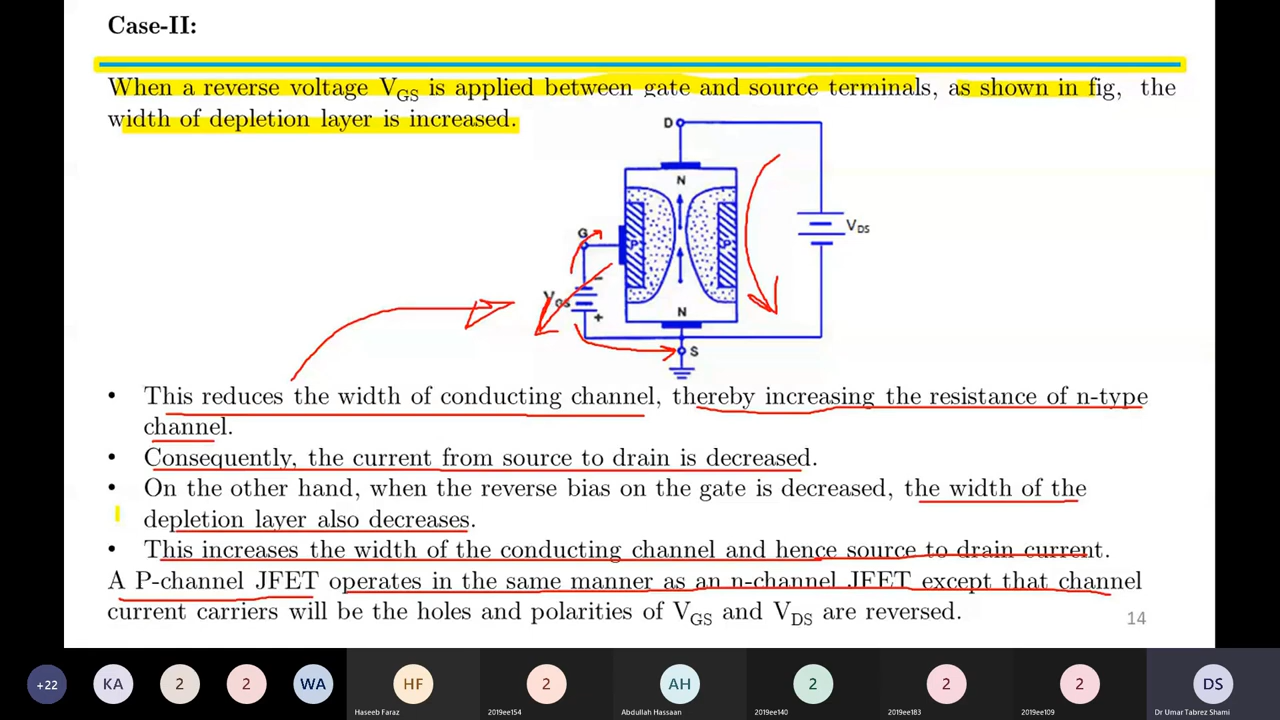 Case-II:
When a reverse voltage VGS is applied between gate and source terminals, as shown in fig, the
width of depletion layer is increased.
D
N
G
P
P
VDS
−
VGS
+
N
S
• This reduces the width of conducting channel, thereby increasing the resistance of n-type
channel.
• Consequently, the current from source to drain is decreased.
• On the other hand, when the reverse bias on the gate is decreased, the width of the
depletion layer also decreases.
• This increases the width of the conducting channel and hence source to drain current.
A P-channel JFET operates in the same manner as an n-channel JFET except that channel
current carriers will be the holes and polarities of VGS and VDS are reversed.
14
+22
KA
2
2
WA
HF
2
AH
2
2
2
DS
Haseeb Faraz
2019ee154
Abdullah Hassaan
2019ee140
2019ee183
2019ee109
Dr Umar Tabrez Shami